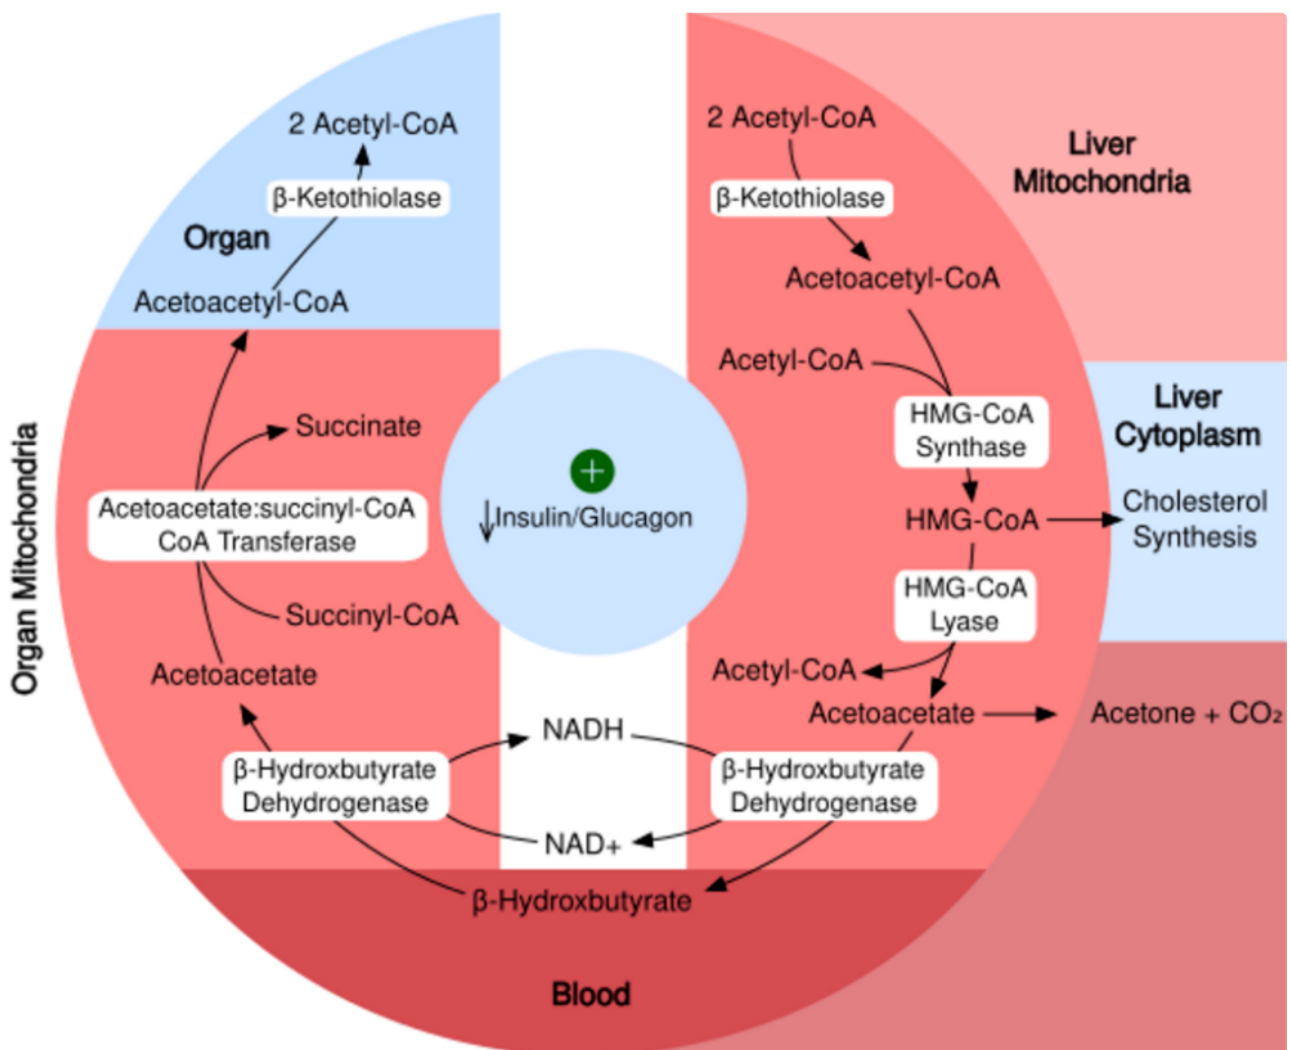 2 Acetyl-CoA
β-Ketothiolase
Organ
Acetoacetyl-CoA
Succinate
Acetoacetate:succinyl-CoA
CoA Transferase
Succinyl-CoA
Acetoacetate
β-Hydroxbutyrate
Dehydrogenase
Organ Mitochondria
+
↓Insulin/Glucagon
NADH
NAD+
β-Hydroxbutyrate
Blood
2 Acetyl-CoA
β-Ketothiolase
Acetoacetyl-CoA
Acetyl-CoA
HMG-CoA
Synthase
HMG-CoA
HMG-CoA
Lyase
Acetyl-CoA
Acetoacetate
β-Hydroxbutyrate
Dehydrogenase
Liver
Mitochondria
Liver
Cytoplasm
Cholesterol
Synthesis
Acetone + CO₂